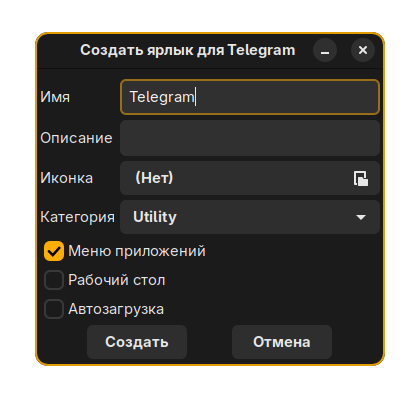 Создать ярлык для Telegram
Имя
Telegram
Описание
Иконка
(Нет)
Категория
Utility
Меню приложений
Рабочий стол
Автозагрузка
Создать
Отмена